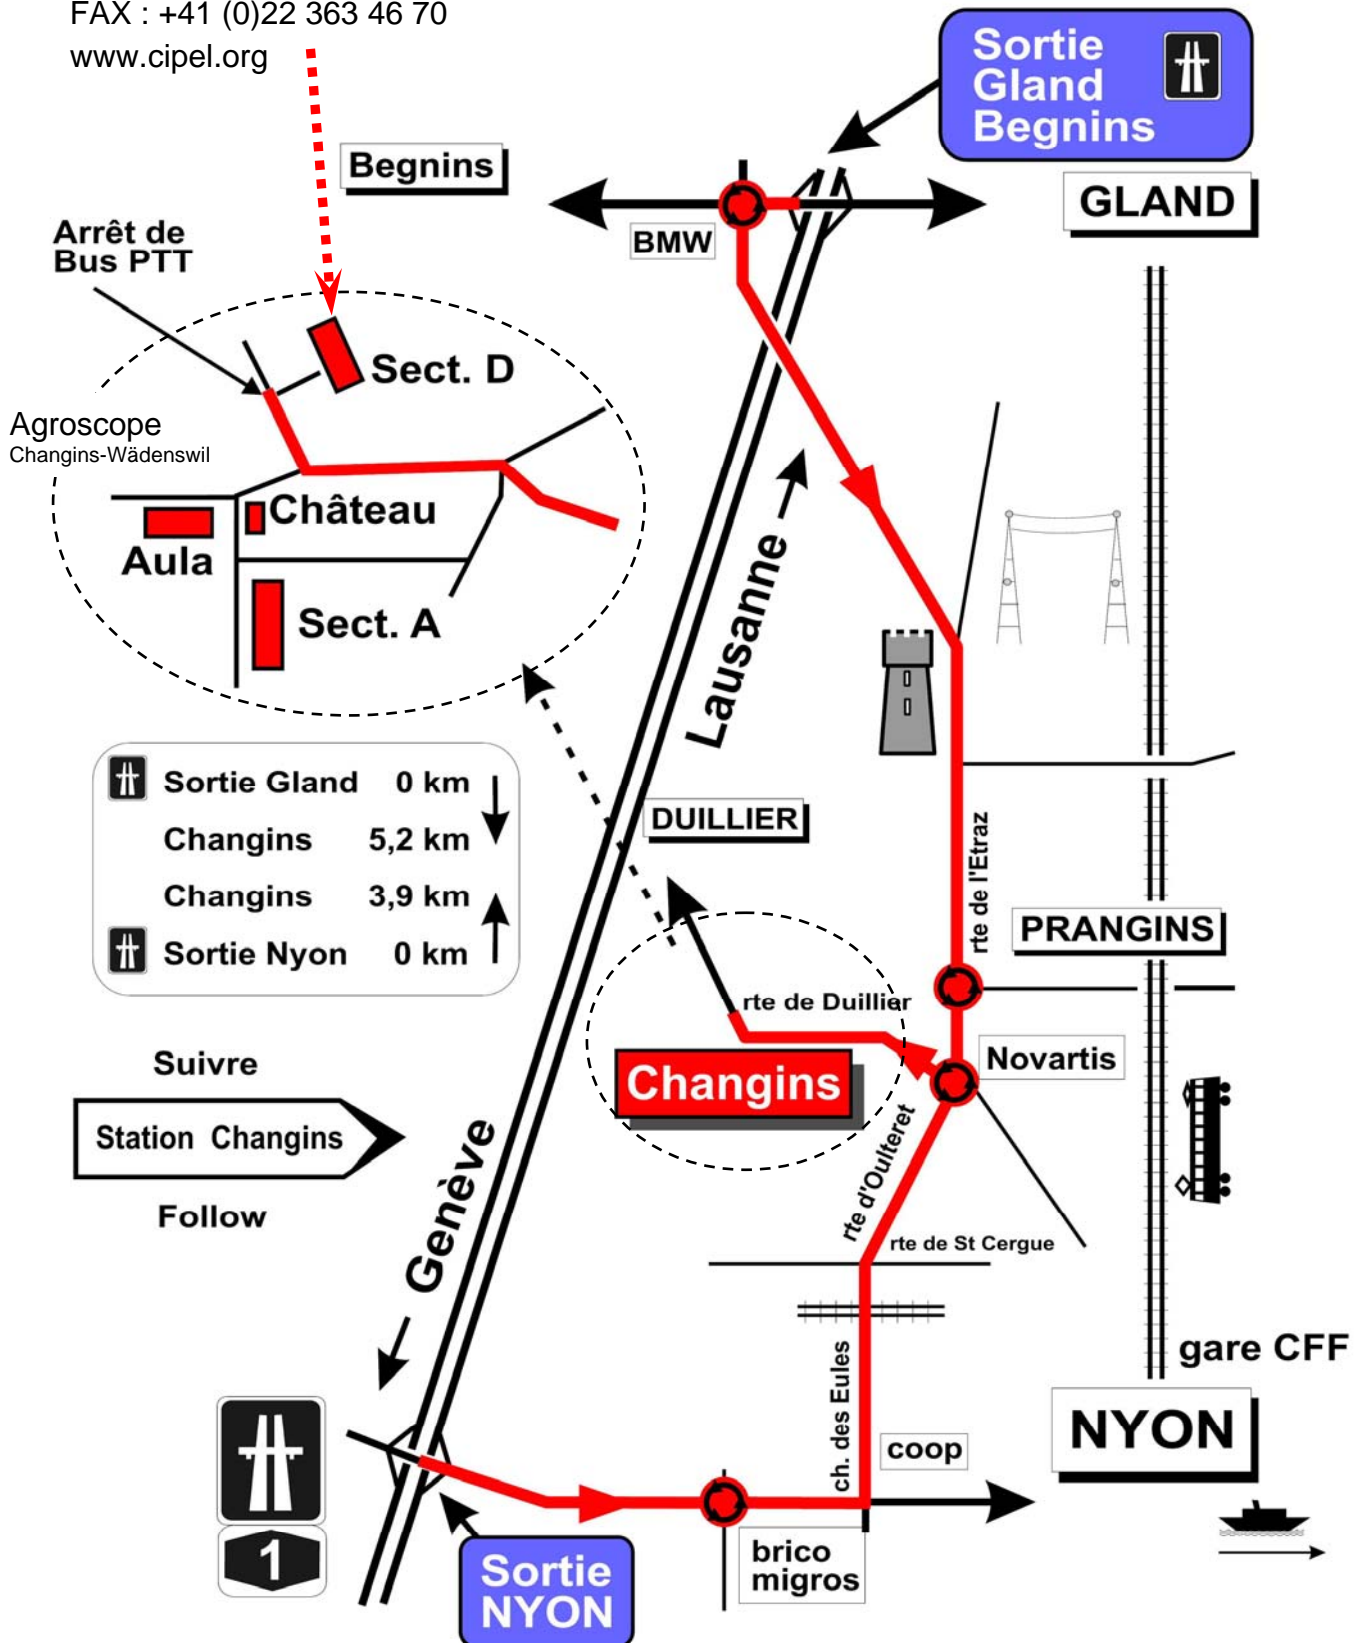 FAX : +41 (0)22 363 46 70
www.cipel.org
Sortie
Gland
Begnins
Begnins
GLAND
BMW
Arrêt de
Bus PTT
Sect. D
Agroscope
Changins-Wädenswil
Château
Aula
Sect. A
Lausanne
Sortie Gland 0 km
Changins 5,2 km
Changins 3,9 km
Sortie Nyon 0 km
DUILLIER
rte de l'Etraz
PRANGINS
rte de Duillier
Changins
Novartis
Suivre
Station Changins
Follow
Genève
rte d'Oulteret
rte de St Cergue
gare CFF
NYON
ch. des Eules
coop
brico
migros
1
Sortie
NYON